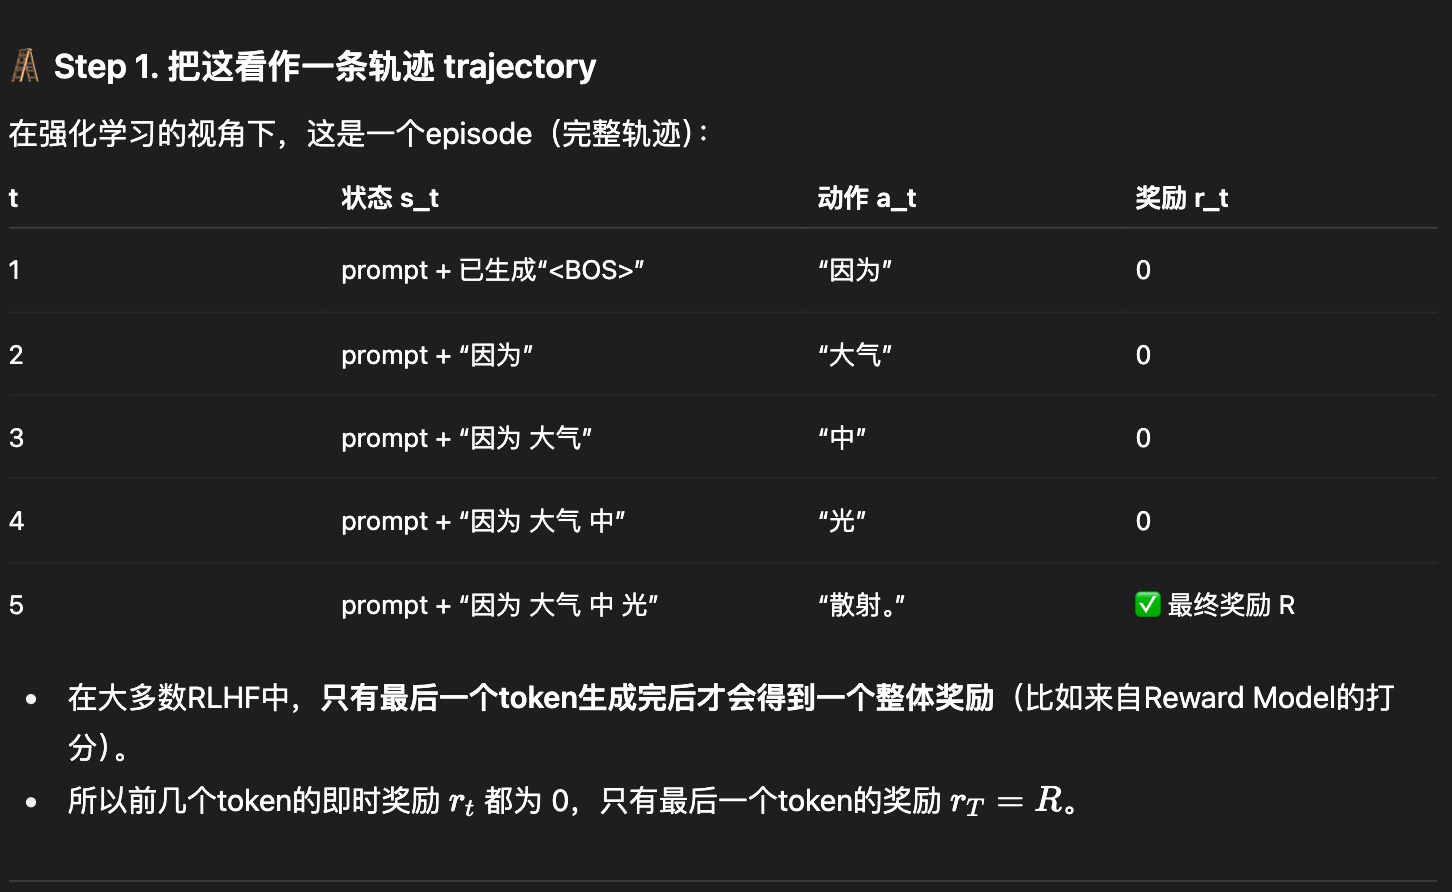 🪜 Step 1. 把这看作一条轨迹 trajectory
在强化学习的视角下，这是一个episode（完整轨迹）：
t 状态 s_t 动作 a_t 奖励 r_t
1 prompt + 已生成“<BOS>” “因为” 0
2 prompt + “因为” “大气” 0
3 prompt + “因为 大气” “中” 0
4 prompt + “因为 大气 中” “光” 0
5 prompt + “因为 大气 中 光” “散射。” ✅ 最终奖励 R
• 在大多数RLHF中，只有最后一个token生成完后才会得到一个整体奖励（比如来自Reward Model的打
分）。
• 所以前几个token的即时奖励 r_t 都为 0，只有最后一个token的奖励 r_T = R。